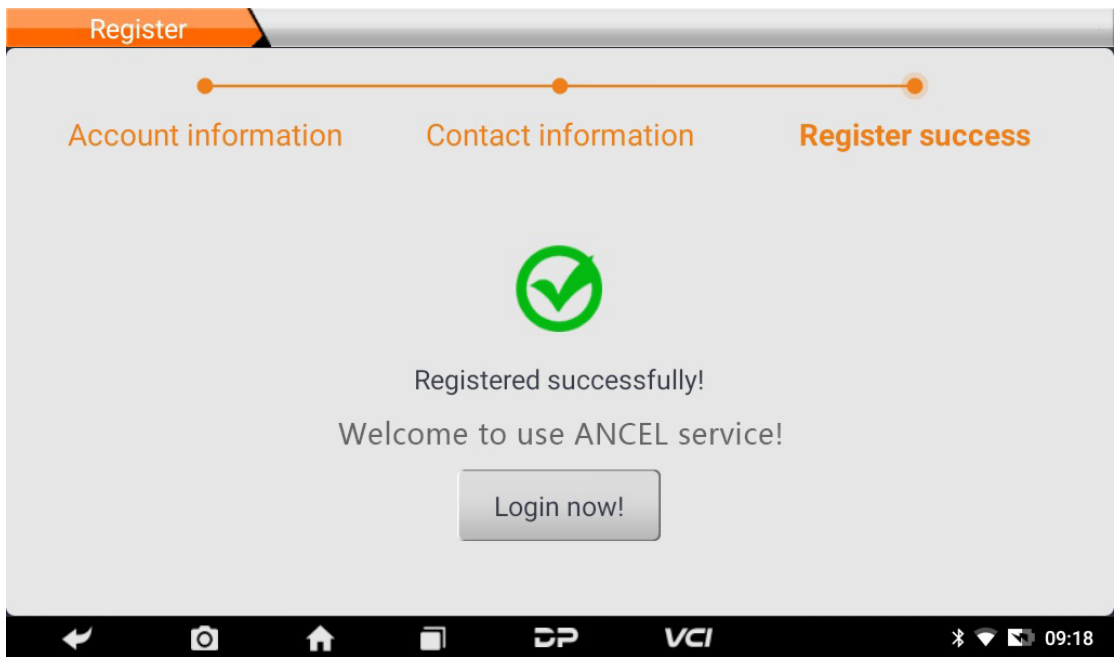 Register
Account information Contact information Register success
Registered successfully!
Welcome to use ANCEL service!
Login now!
DP VCI 09:18